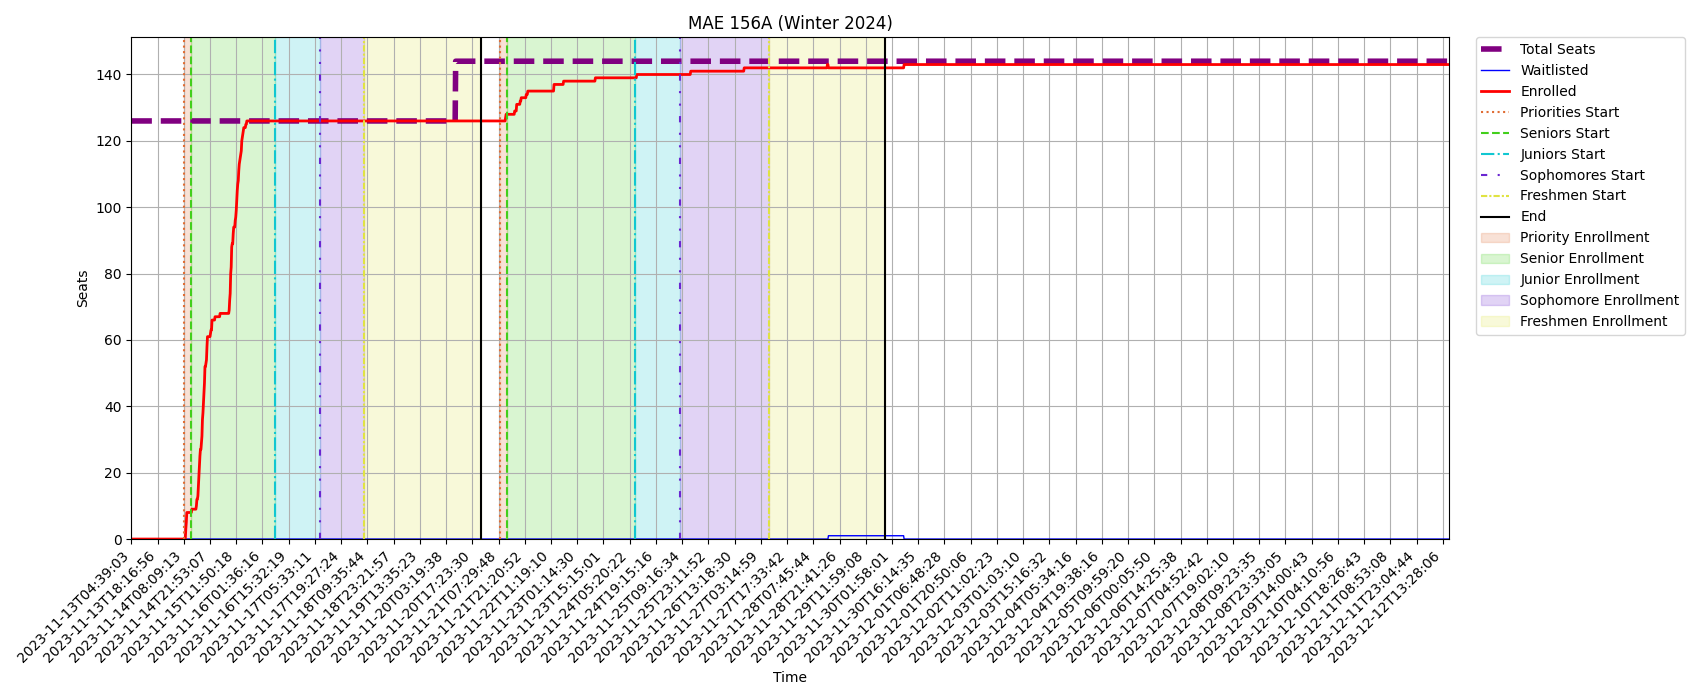 MAE 156A (Winter 2024)
Seats
140
120
100
80
60
40
20
0
2023-11-13T04:39:03
2023-11-13T18:16:56
2023-11-14T08:09:13
2023-11-14T21:53:07
2023-11-15T11:50:18
2023-11-16T01:36:16
2023-11-16T15:32:19
2023-11-17T05:33:11
2023-11-17T19:27:24
2023-11-18T09:35:44
2023-11-18T23:21:57
2023-11-19T13:35:23
2023-11-20T03:19:38
2023-11-20T17:23:30
2023-11-21T07:29:48
2023-11-21T21:20:52
2023-11-22T11:19:10
2023-11-23T01:14:30
2023-11-23T15:15:01
2023-11-24T05:20:22
2023-11-24T19:15:16
2023-11-25T09:16:34
2023-11-25T23:11:52
2023-11-26T13:18:30
2023-11-27T03:14:59
2023-11-27T17:33:42
2023-11-28T07:45:44
2023-11-28T21:41:26
2023-11-29T11:59:08
2023-11-30T01:58:01
2023-11-30T16:14:35
2023-12-01T06:48:28
2023-12-01T20:50:06
2023-12-02T11:02:23
2023-12-03T01:03:10
2023-12-03T15:16:32
2023-12-04T05:34:16
2023-12-04T19:38:16
2023-12-05T09:59:20
2023-12-06T00:05:50
2023-12-06T14:25:38
2023-12-07T04:52:42
2023-12-07T19:02:10
2023-12-08T09:23:35
2023-12-08T23:33:05
2023-12-09T14:00:43
2023-12-10T04:10:56
2023-12-10T18:26:43
2023-12-11T08:53:08
2023-12-11T23:04:44
2023-12-12T13:28:06
Time
Total Seats
Waitlisted
Enrolled
Priorities Start
Seniors Start
Juniors Start
Sophomores Start
Freshmen Start
End
Priority Enrollment
Senior Enrollment
Junior Enrollment
Sophomore Enrollment
Freshmen Enrollment